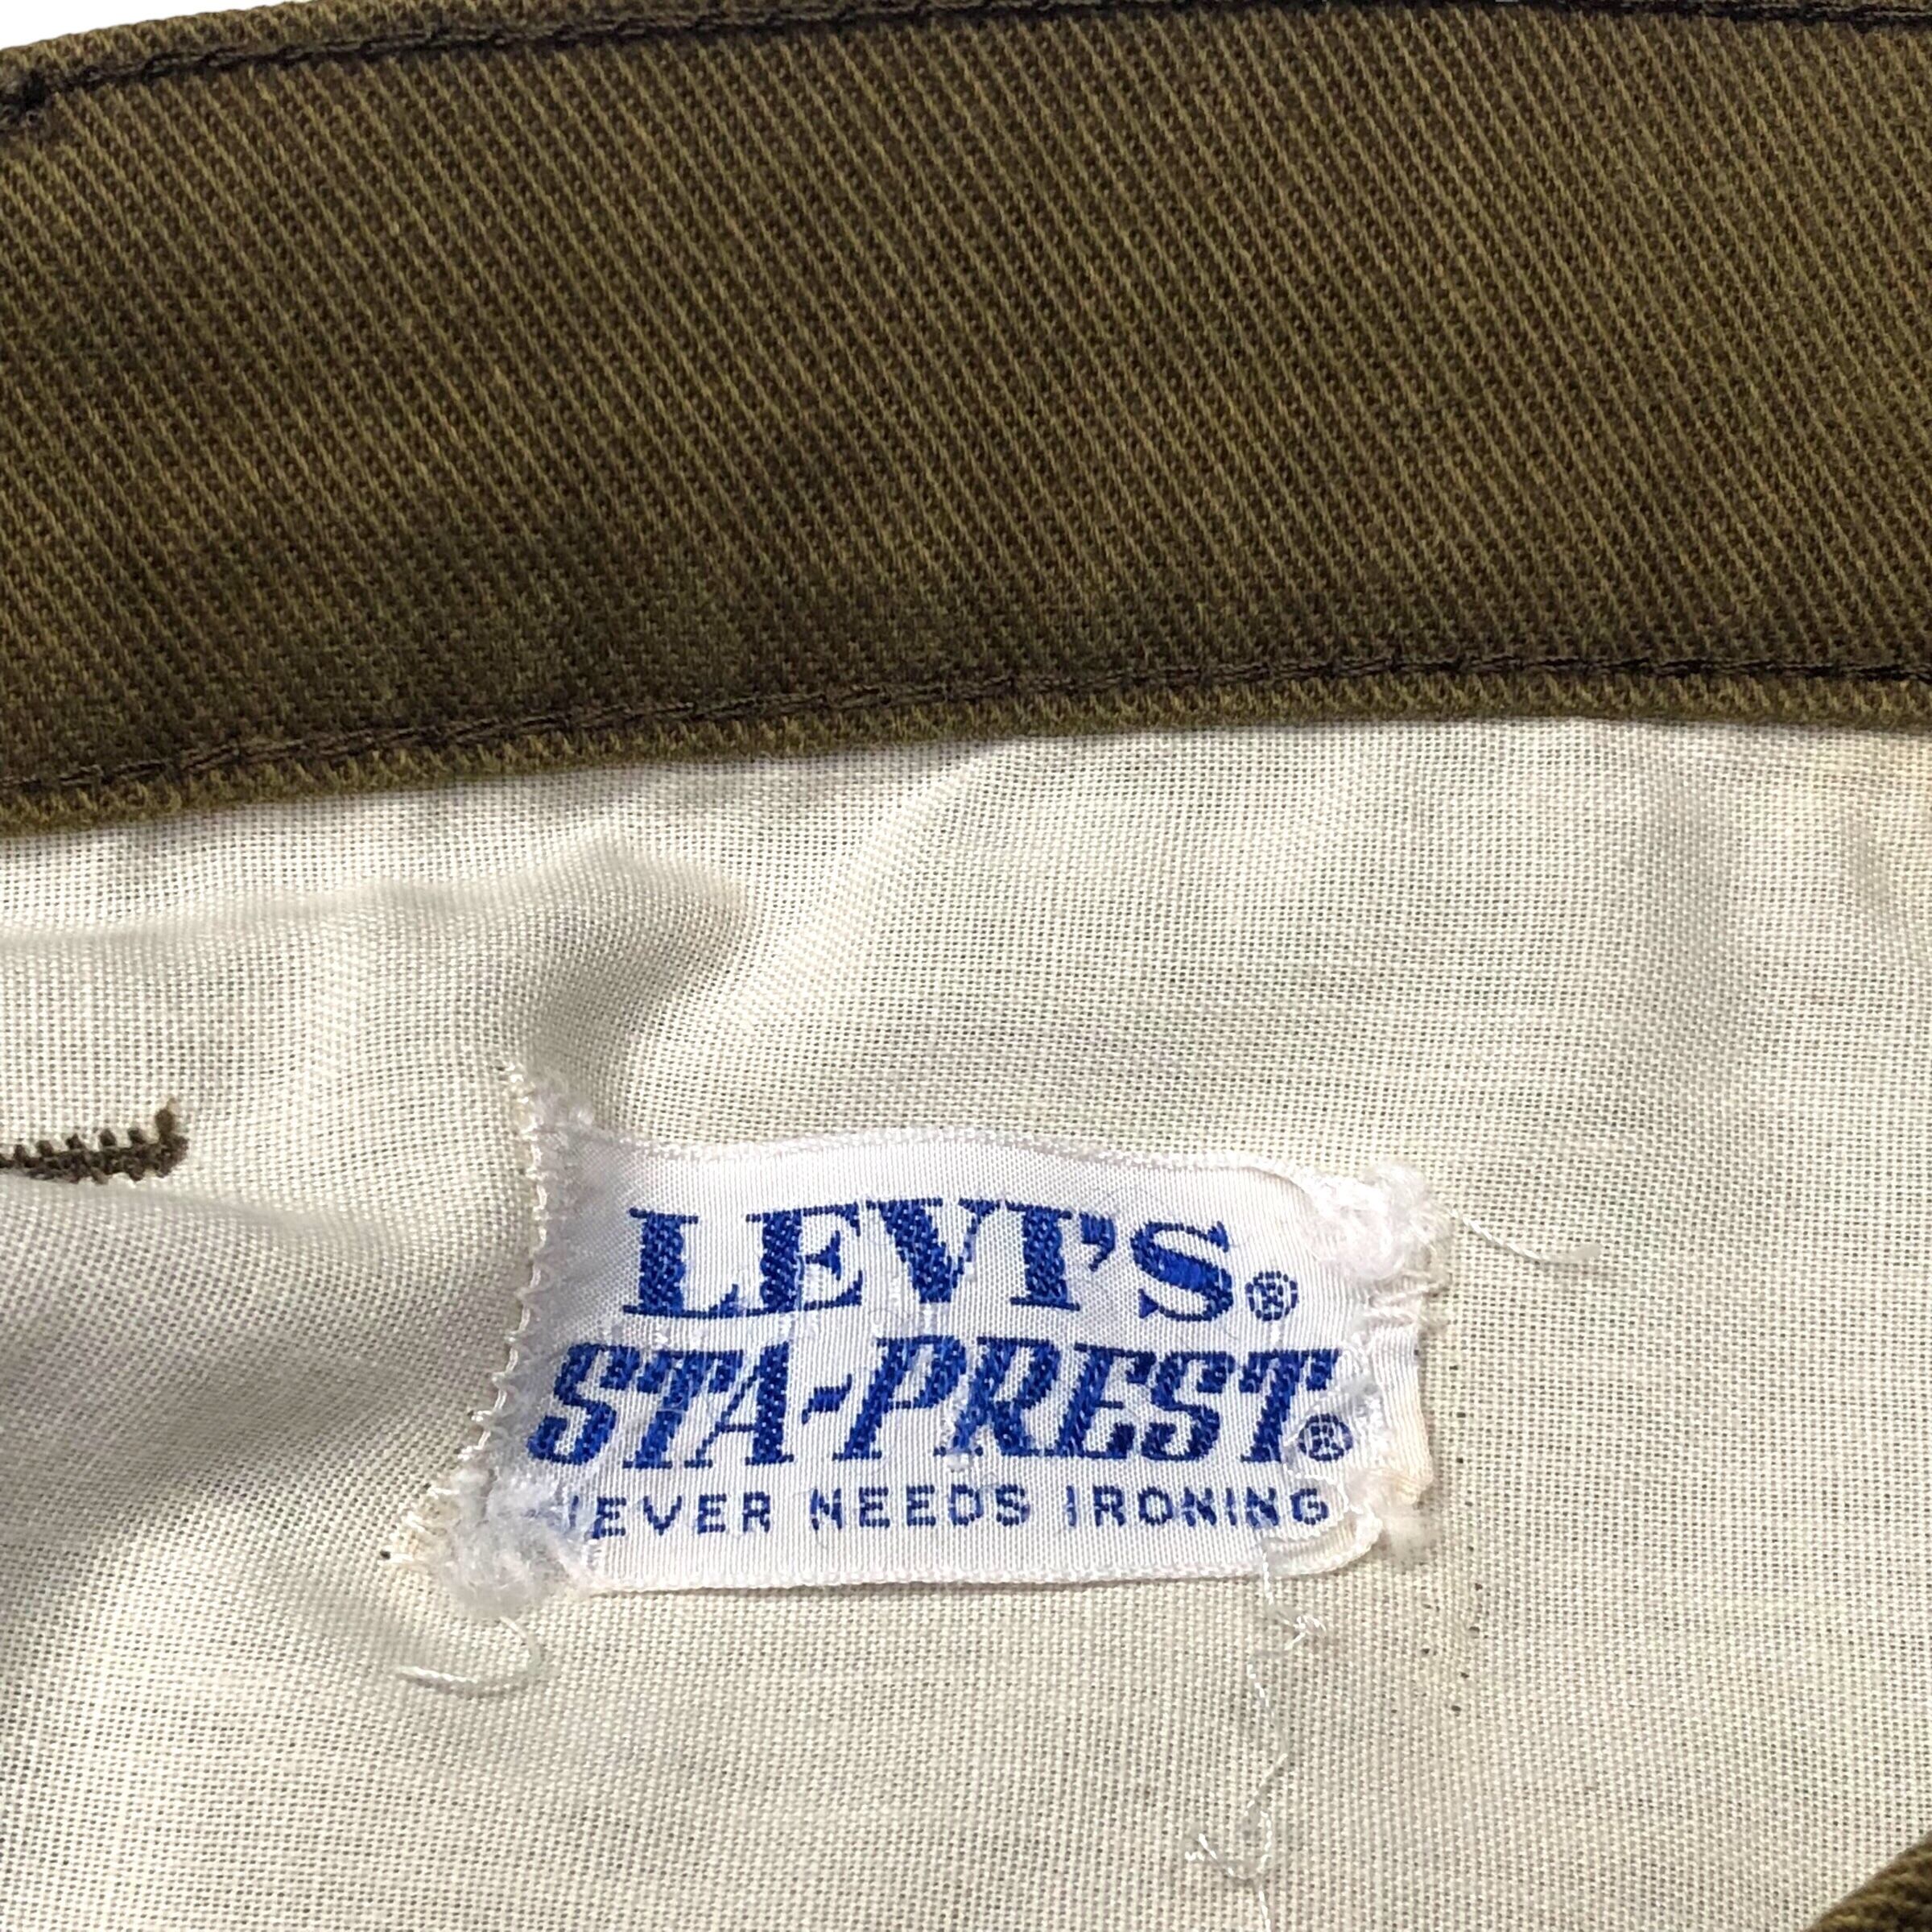 LEVI'S®
STA-PREST®
NEVER NEEDS IRONING